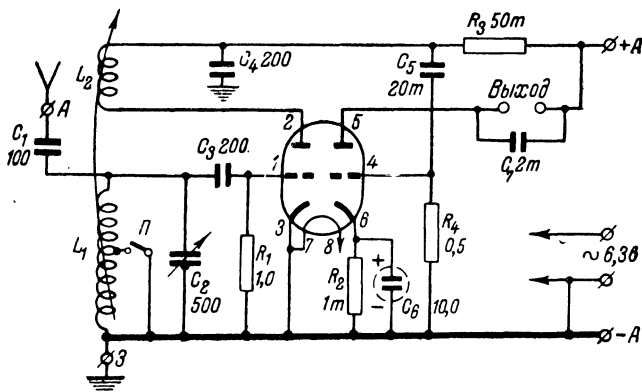 R₃ 50т
+А
L₂
C₄ 200
C₅
20т
Выход
А
2
5
C₁
100
C₃ 200.
C₇ 2т
1
4
3
6
7
8
L₁
П
C₂
500
R₁
1,0
R₂
1т
+
−
C₆
10,0
R₄
0,5
~6,3в
З
−А